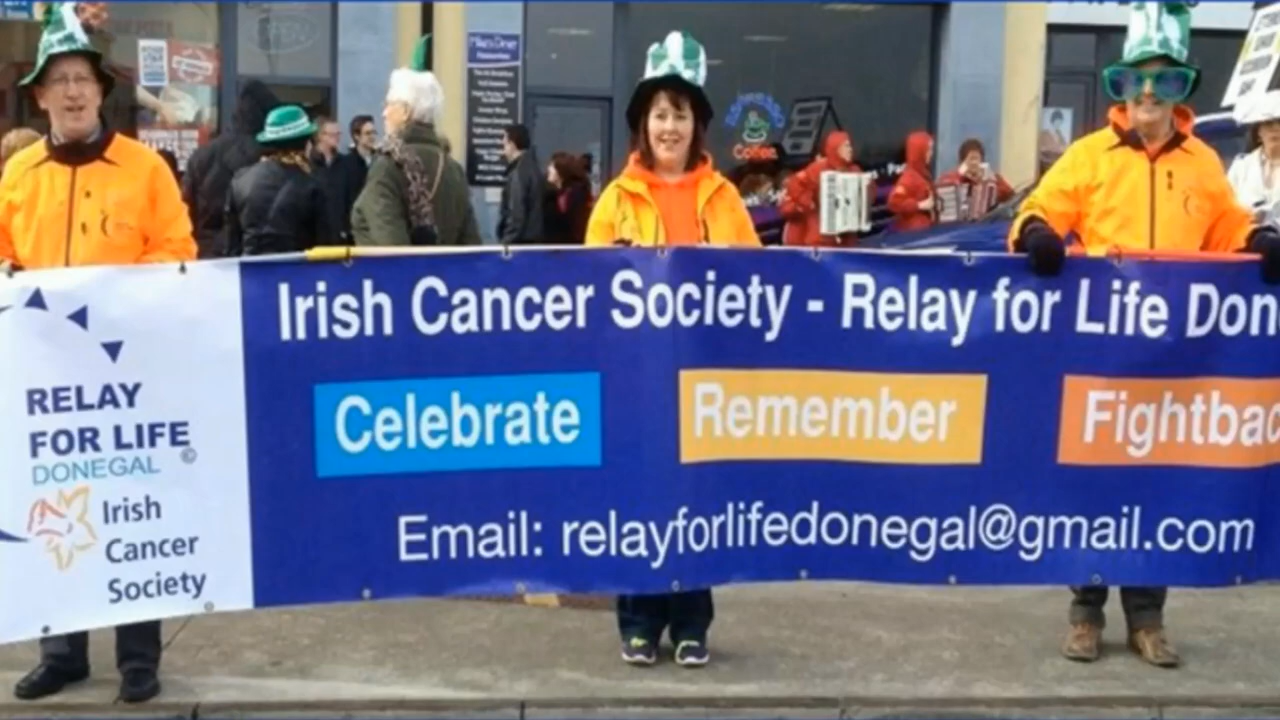 Irish Cancer Society - Relay for Life Don
Celebrate Remember Fightbac
Email: relayforlifedonegal@gmail.com
RELAY
FOR LIFE
DONEGAL ©
Irish
Cancer
Society
Coffee